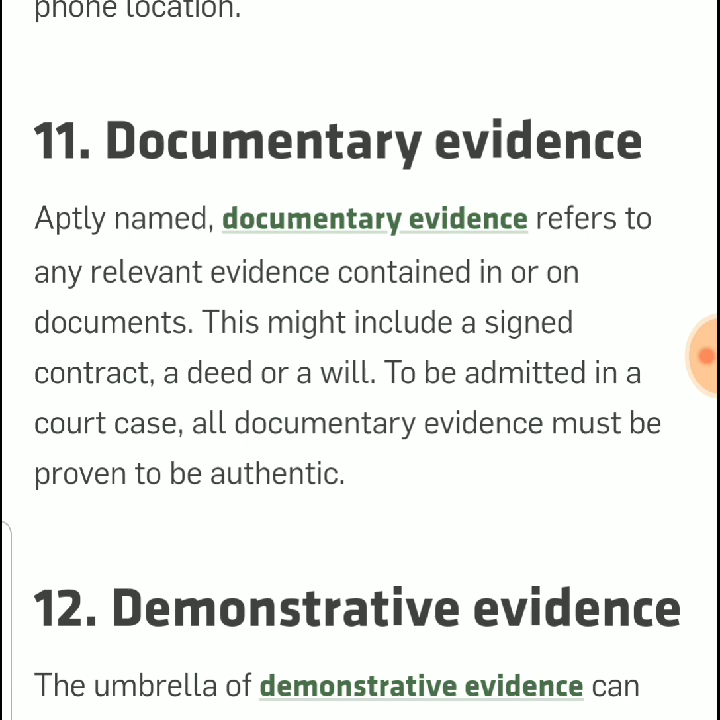 phone location.
11. Documentary evidence
Aptly named, documentary evidence refers to
any relevant evidence contained in or on
documents. This might include a signed
contract, a deed or a will. To be admitted in a
court case, all documentary evidence must be
proven to be authentic.
12. Demonstrative evidence
The umbrella of demonstrative evidence can